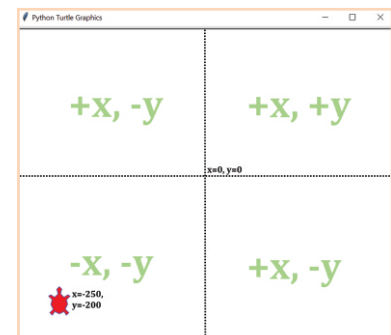 Python Turtle Graphics
+x, -y
+x, +y
x=0, y=0
-x, -y
+x, -y
x=-250,
y=-200